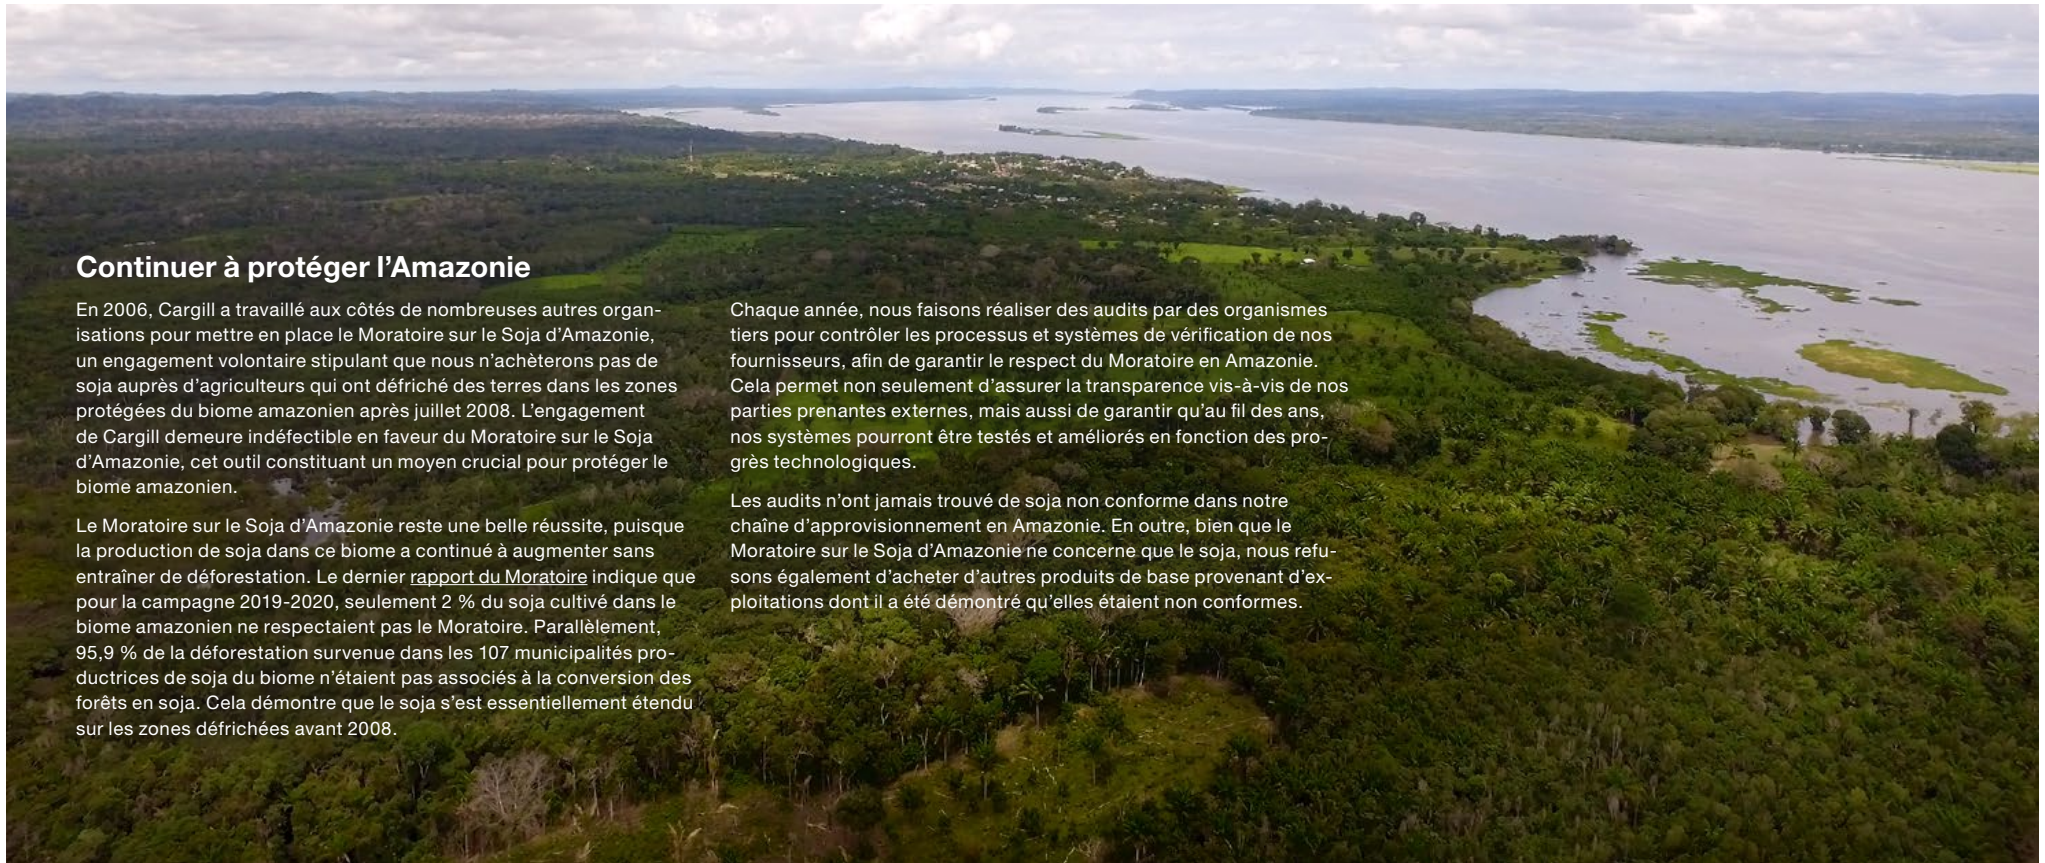 Continuer à protéger l'Amazonie
En 2006, Cargill a travaillé aux côtés de nombreuses autres organ-
isations pour mettre en place le Moratoire sur le Soja d'Amazonie,
un engagement volontaire stipulant que nous n'achèterons pas de
soja auprès d'agriculteurs qui ont défriché des terres dans les zones
protégées du biome amazonien après juillet 2008. L'engagement
de Cargill demeure indéfectible en faveur du Moratoire sur le Soja
d'Amazonie, cet outil constituant un moyen crucial pour protéger le
biome amazonien.
Le Moratoire sur le Soja d'Amazonie reste une belle réussite, puisque
la production de soja dans ce biome a continué à augmenter sans
entraîner de déforestation. Le dernier rapport du Moratoire indique que
pour la campagne 2019-2020, seulement 2 % du soja cultivé dans le
biome amazonien ne respectaient pas le Moratoire. Parallèlement,
95,9 % de la déforestation survenue dans les 107 municipalités pro-
ductrices de soja du biome n'étaient pas associés à la conversion des
forêts en soja. Cela démontre que le soja s'est essentiellement étendu
sur les zones défrichées avant 2008.
Chaque année, nous faisons réaliser des audits par des organismes
tiers pour contrôler les processus et systèmes de vérification de nos
fournisseurs, afin de garantir le respect du Moratoire en Amazonie.
Cela permet non seulement d'assurer la transparence vis-à-vis de nos
parties prenantes externes, mais aussi de garantir qu'au fil des ans,
nos systèmes pourront être testés et améliorés en fonction des pro-
grès technologiques.
Les audits n'ont jamais trouvé de soja non conforme dans notre
chaîne d'approvisionnement en Amazonie. En outre, bien que le
Moratoire sur le Soja d'Amazonie ne concerne que le soja, nous refu-
sons également d'acheter d'autres produits de base provenant d'ex-
ploitations dont il a été démontré qu'elles étaient non conformes.